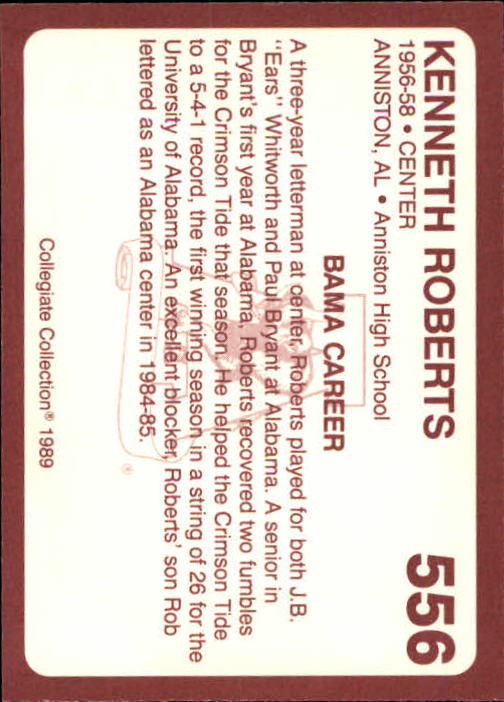 KENNETH ROBERTS 556
1956-58 • CENTER
ANNISTON, AL • Anniston High School
BAMA CAREER
A three-year letterman at center, Roberts played for both J.B.
"Ears" Whitworth and Paul Bryant at Alabama. A senior in
Bryant's first year at Alabama, Roberts recovered two fumbles
for the Crimson Tide that season. He helped the Crimson Tide
to a 5-4-1 record, the first winning season in a string of 26 for the
University of Alabama. An excellent blocker, Roberts' son Rob
lettered as an Alabama center in 1984-85.
®
Collegiate Collection® 1989